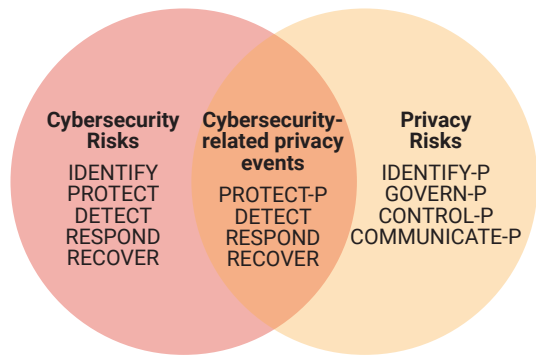 Cybersecurity
Risks
IDENTIFY
PROTECT
DETECT
RESPOND
RECOVER
Cybersecurity-
related privacy
events
PROTECT-P
DETECT
RESPOND
RECOVER
Privacy
Risks
IDENTIFY-P
GOVERN-P
CONTROL-P
COMMUNICATE-P